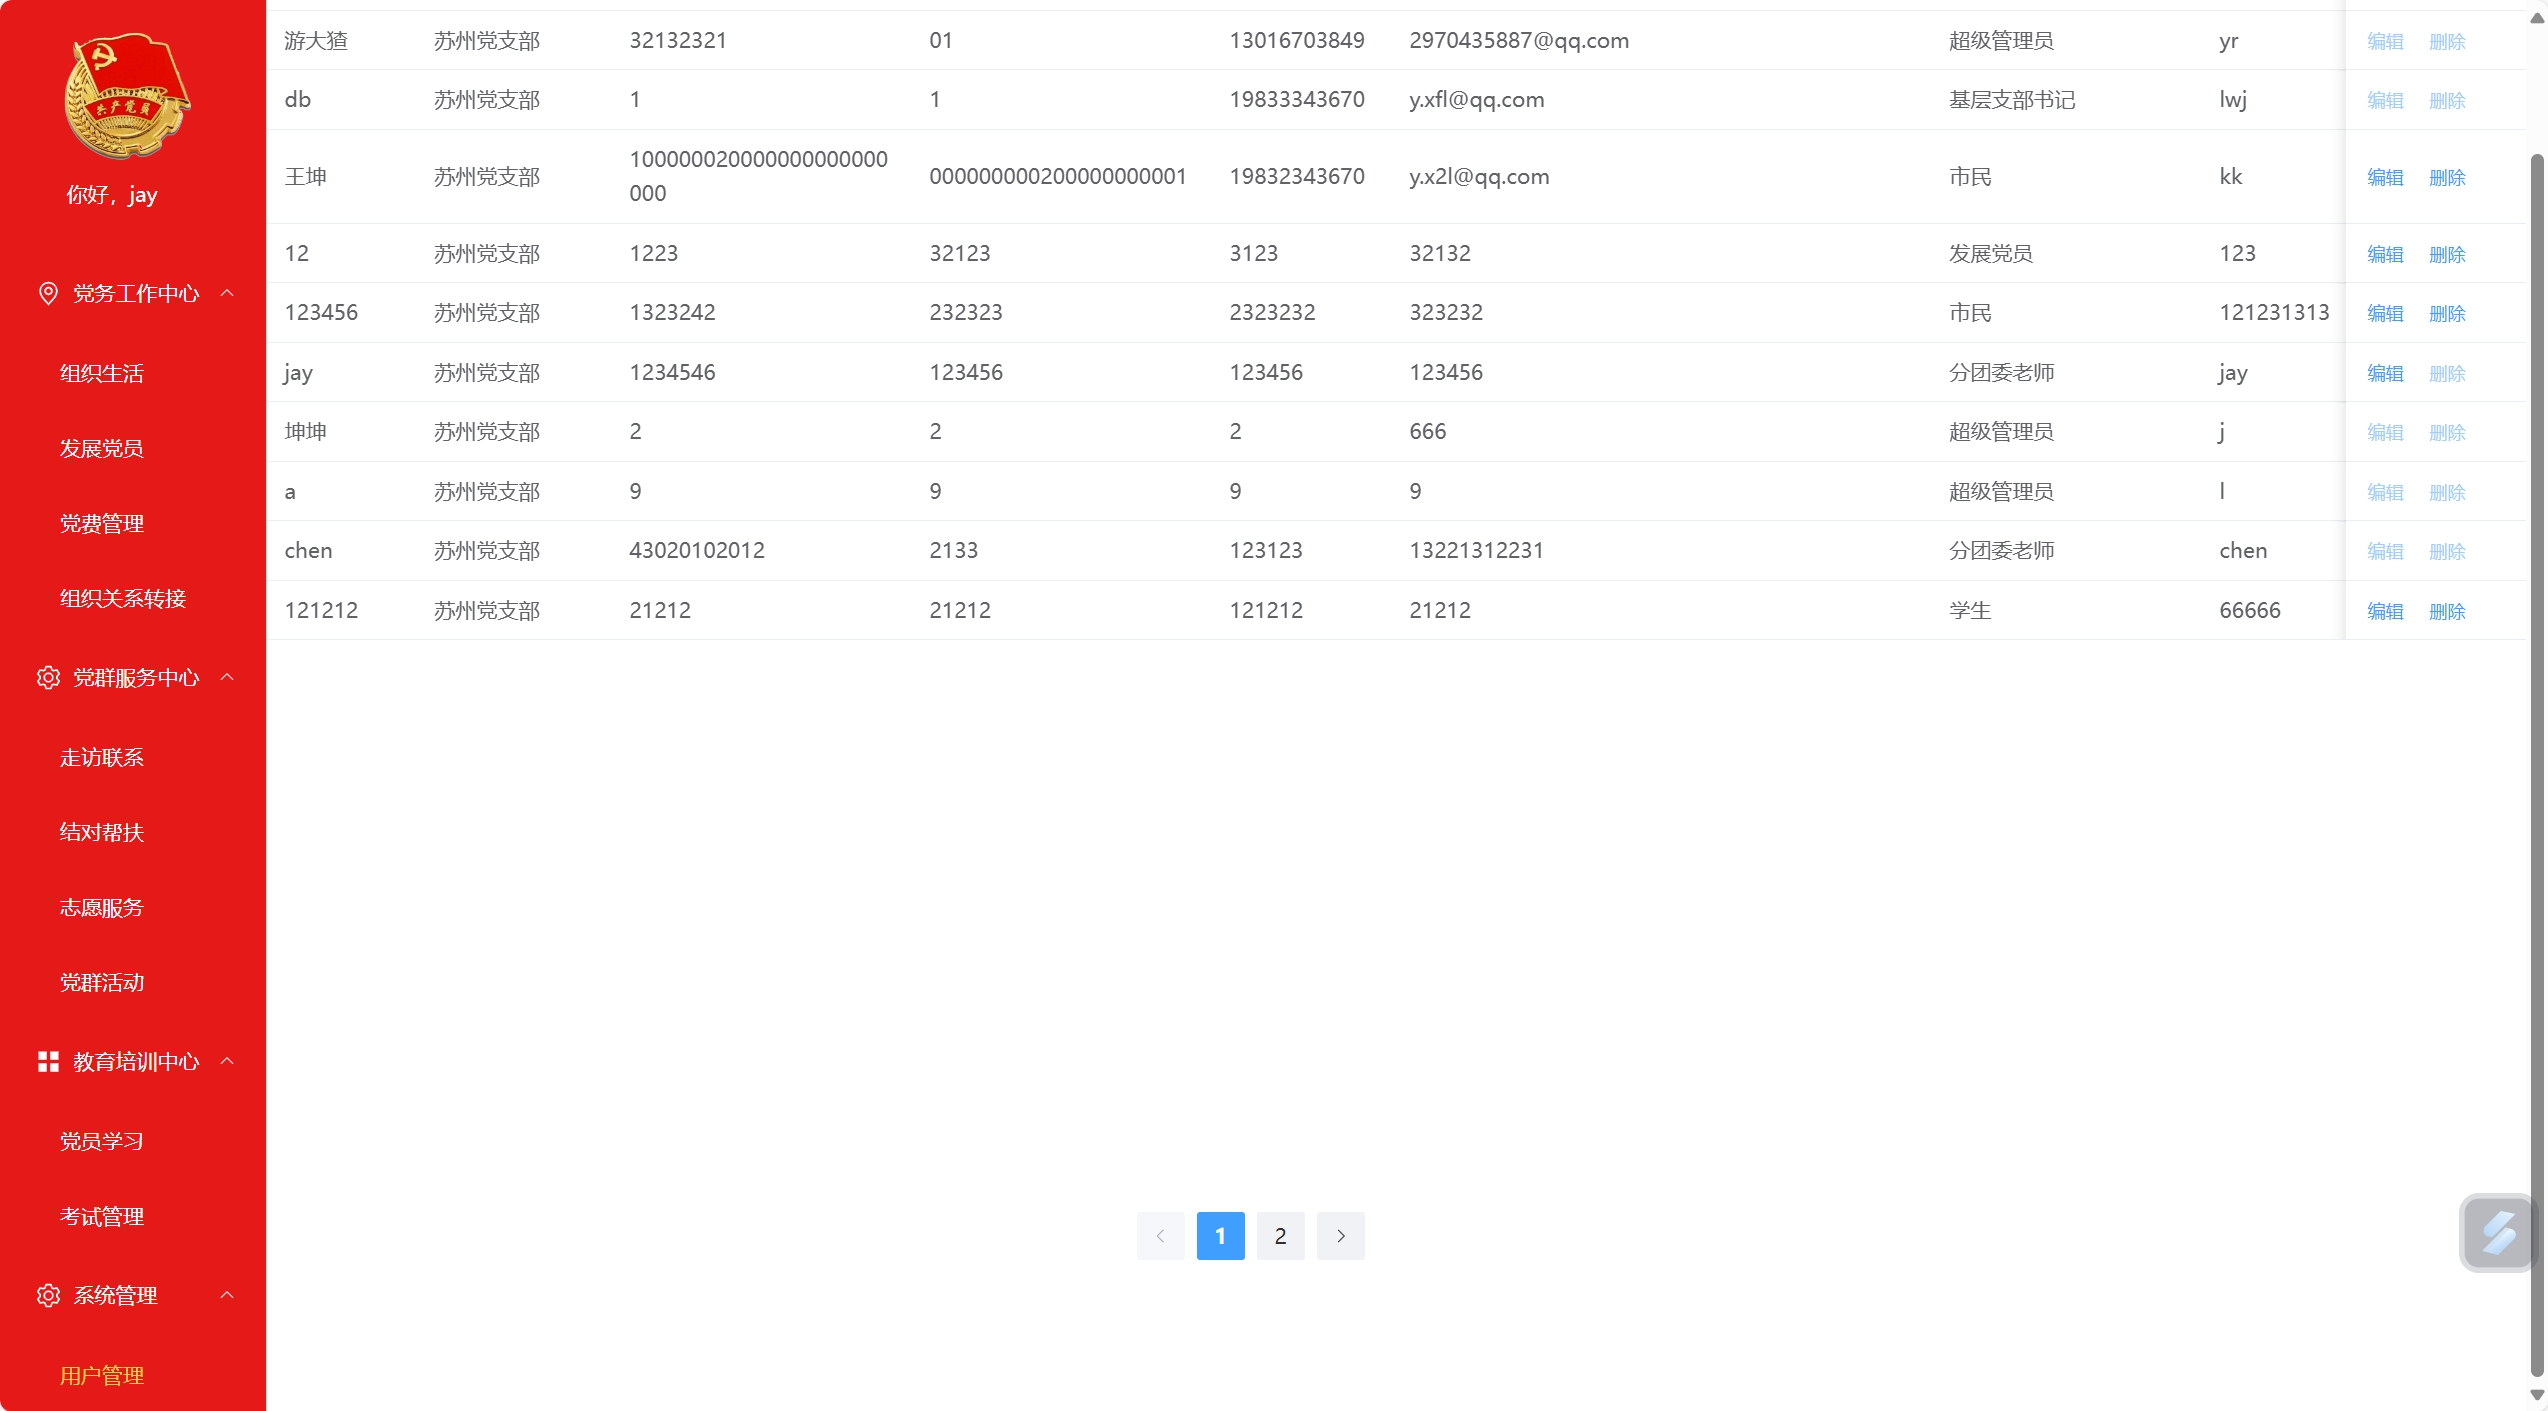 共产党员
你好，jay
党务工作中心
组织生活
发展党员
党费管理
组织关系转接
党群服务中心
走访联系
结对帮扶
志愿服务
党群活动
教育培训中心
党员学习
考试管理
系统管理
用户管理
游大猹 苏州党支部 32132321 01 13016703849 2970435887@qq.com 超级管理员 yr 编辑 删除
db 苏州党支部 1 1 19833343670 y.xfl@qq.com 基层支部书记 lwj 编辑 删除
王坤 苏州党支部 100000020000000000000 000000000200000000001 19832343670 y.x2l@qq.com 市民 kk 编辑 删除
000
12 苏州党支部 1223 32123 3123 32132 发展党员 123 编辑 删除
123456 苏州党支部 1323242 232323 2323232 323232 市民 121231313 编辑 删除
jay 苏州党支部 1234546 123456 123456 123456 分团委老师 jay 编辑 删除
坤坤 苏州党支部 2 2 2 666 超级管理员 j 编辑 删除
a 苏州党支部 9 9 9 9 超级管理员 l 编辑 删除
chen 苏州党支部 43020102012 2133 123123 13221312231 分团委老师 chen 编辑 删除
121212 苏州党支部 21212 21212 121212 21212 学生 66666 编辑 删除
1 2